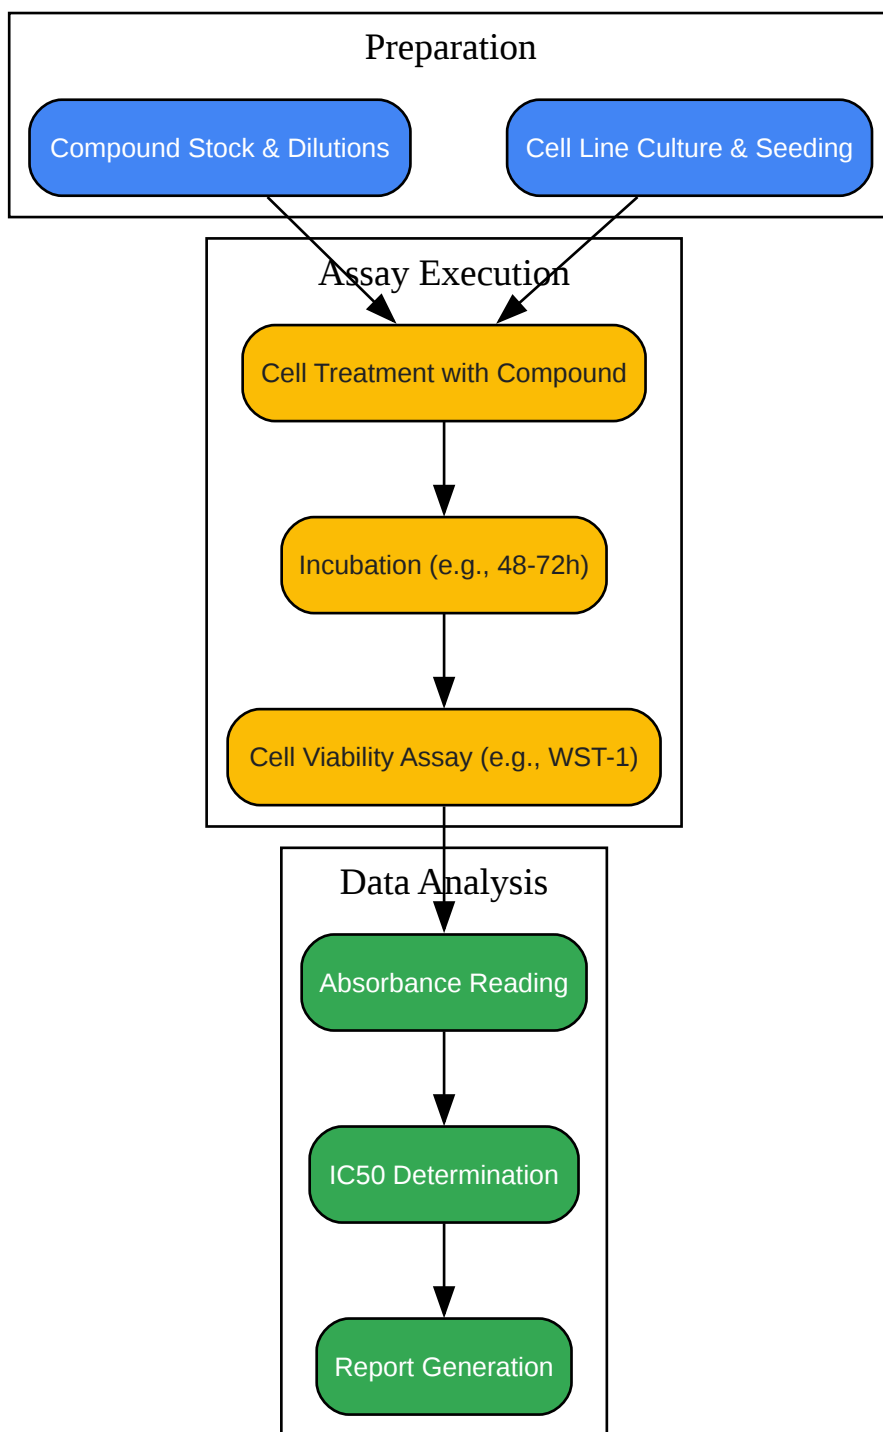 Preparation
Compound Stock & Dilutions
Cell Line Culture & Seeding
Assay Execution
Cell Treatment with Compound
Incubation (e.g., 48-72h)
Cell Viability Assay (e.g., WST-1)
Data Analysis
Absorbance Reading
IC50 Determination
Report Generation